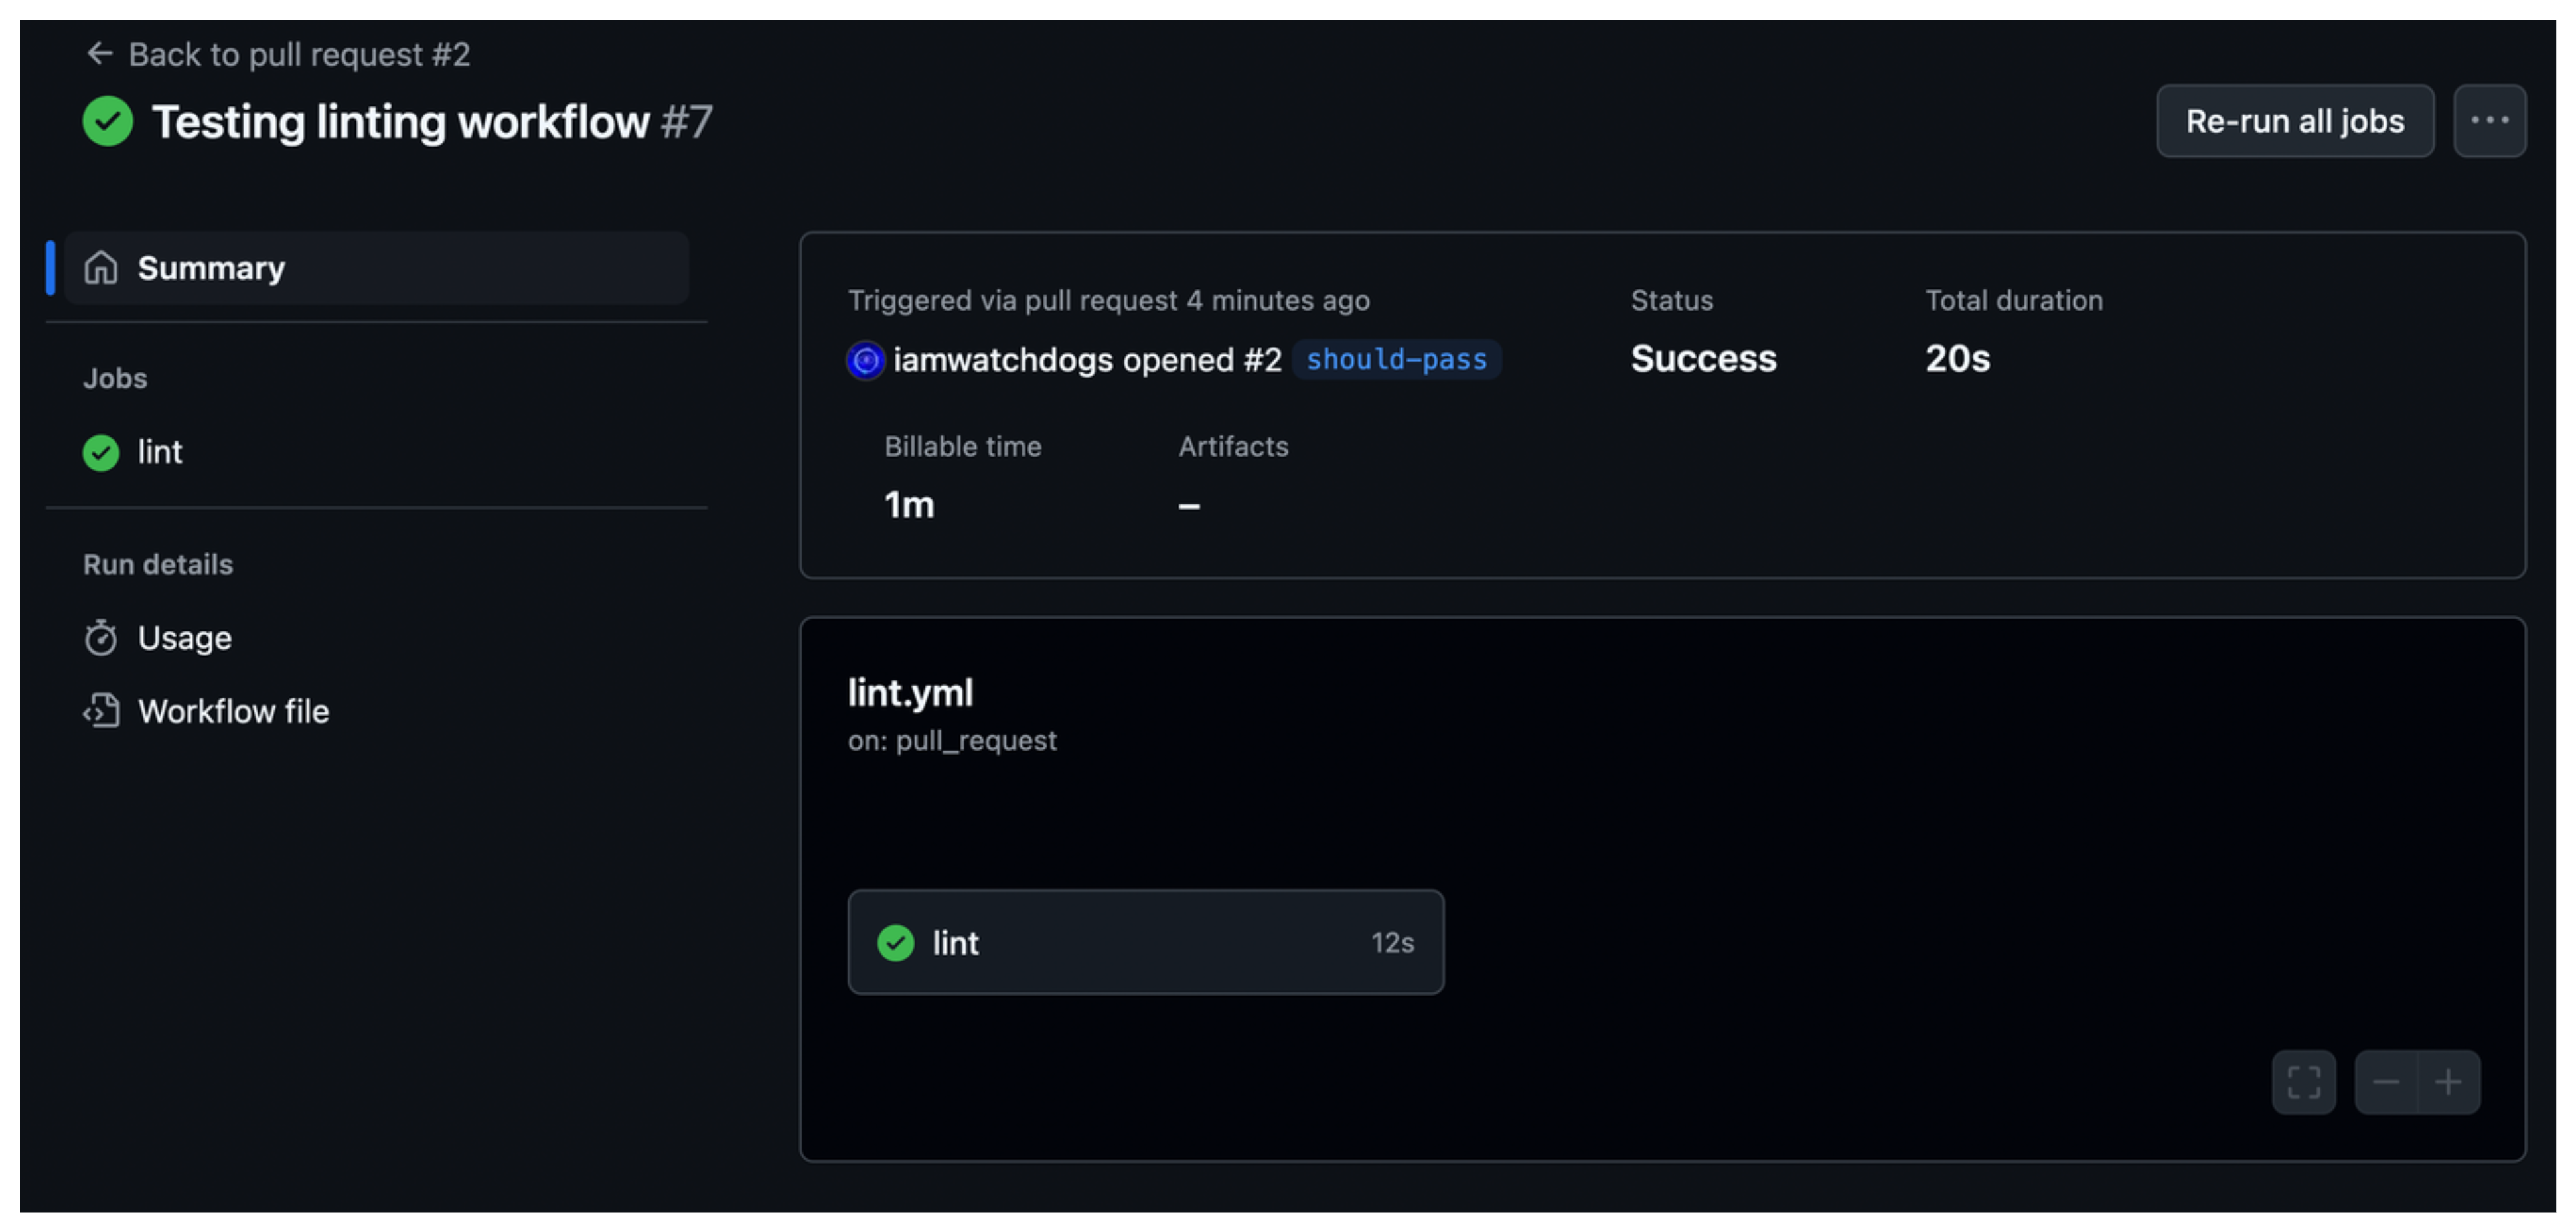 ← Back to pull request #2
Testing linting workflow #7
Re-run all jobs
Summary
Jobs
lint
Run details
Usage
Workflow file
Triggered via pull request 4 minutes ago
iamwatchdogs opened #2 should-pass
Status
Success
Total duration
20s
Billable time
1m
Artifacts
–
lint.yml
on: pull_request
lint 12s